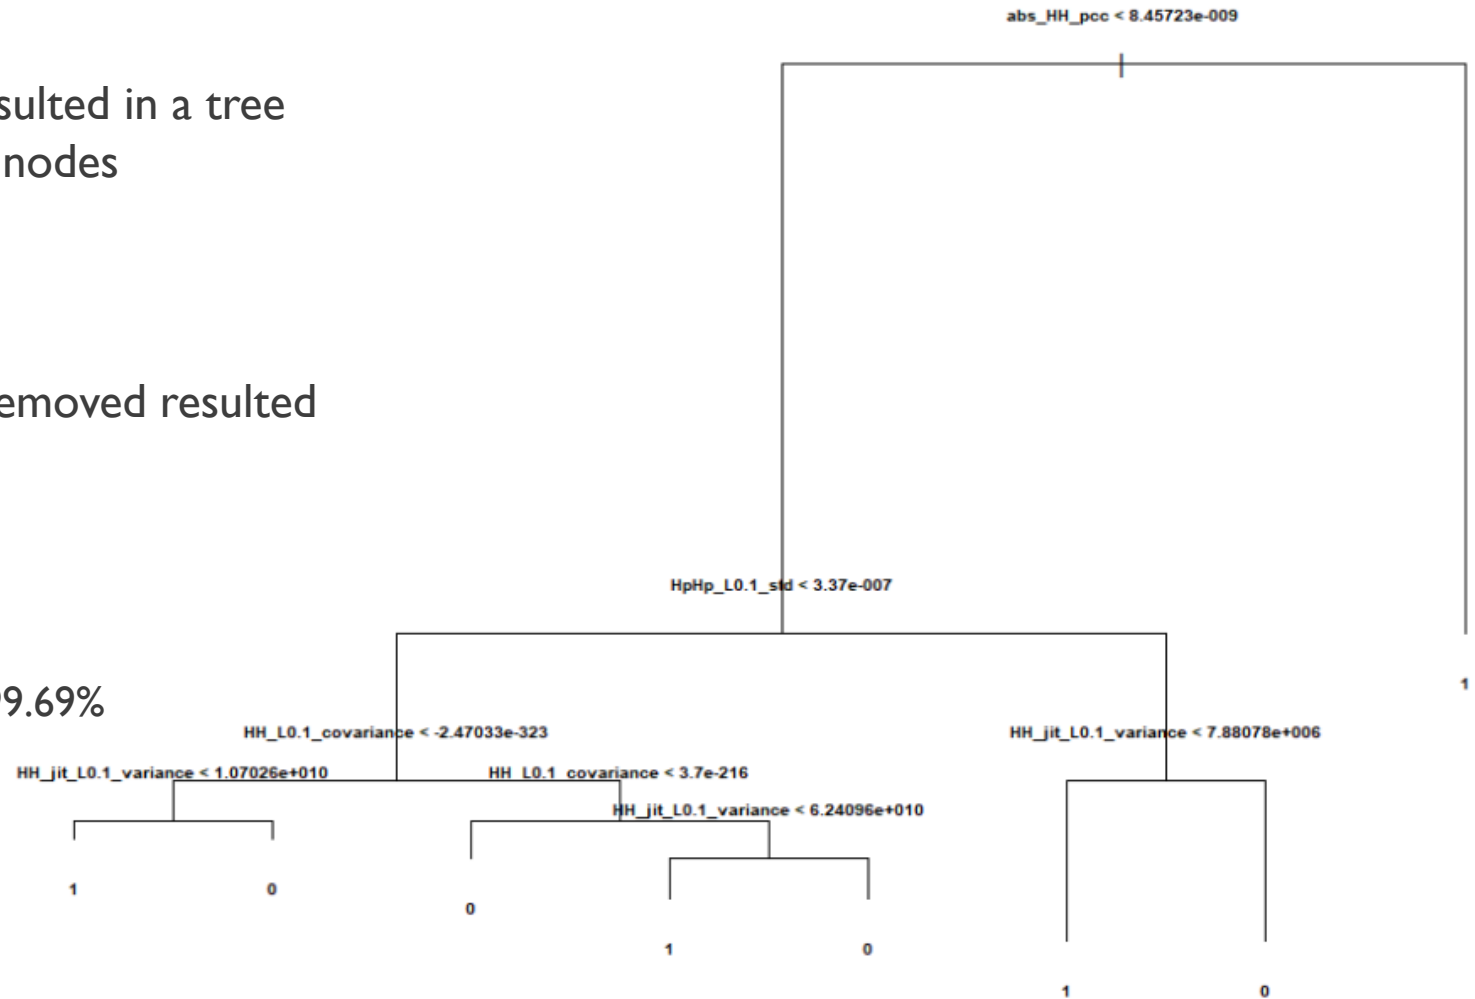 abs_HH_pcc < 8.45723e-009
sulted in a tree
nodes
emoved resulted
HpHp_L0.1_std < 3.37e-007
1
99.69%
HH_L0.1_covariance < -2.47033e-323
HH_jit_L0.1_variance < 7.88078e+006
HH_jit_L0.1_variance < 1.07026e+010
HH_L0.1_covariance < 3.7e-216
HH_jit_L0.1_variance < 6.24096e+010
1 0
0
1 0
1 0